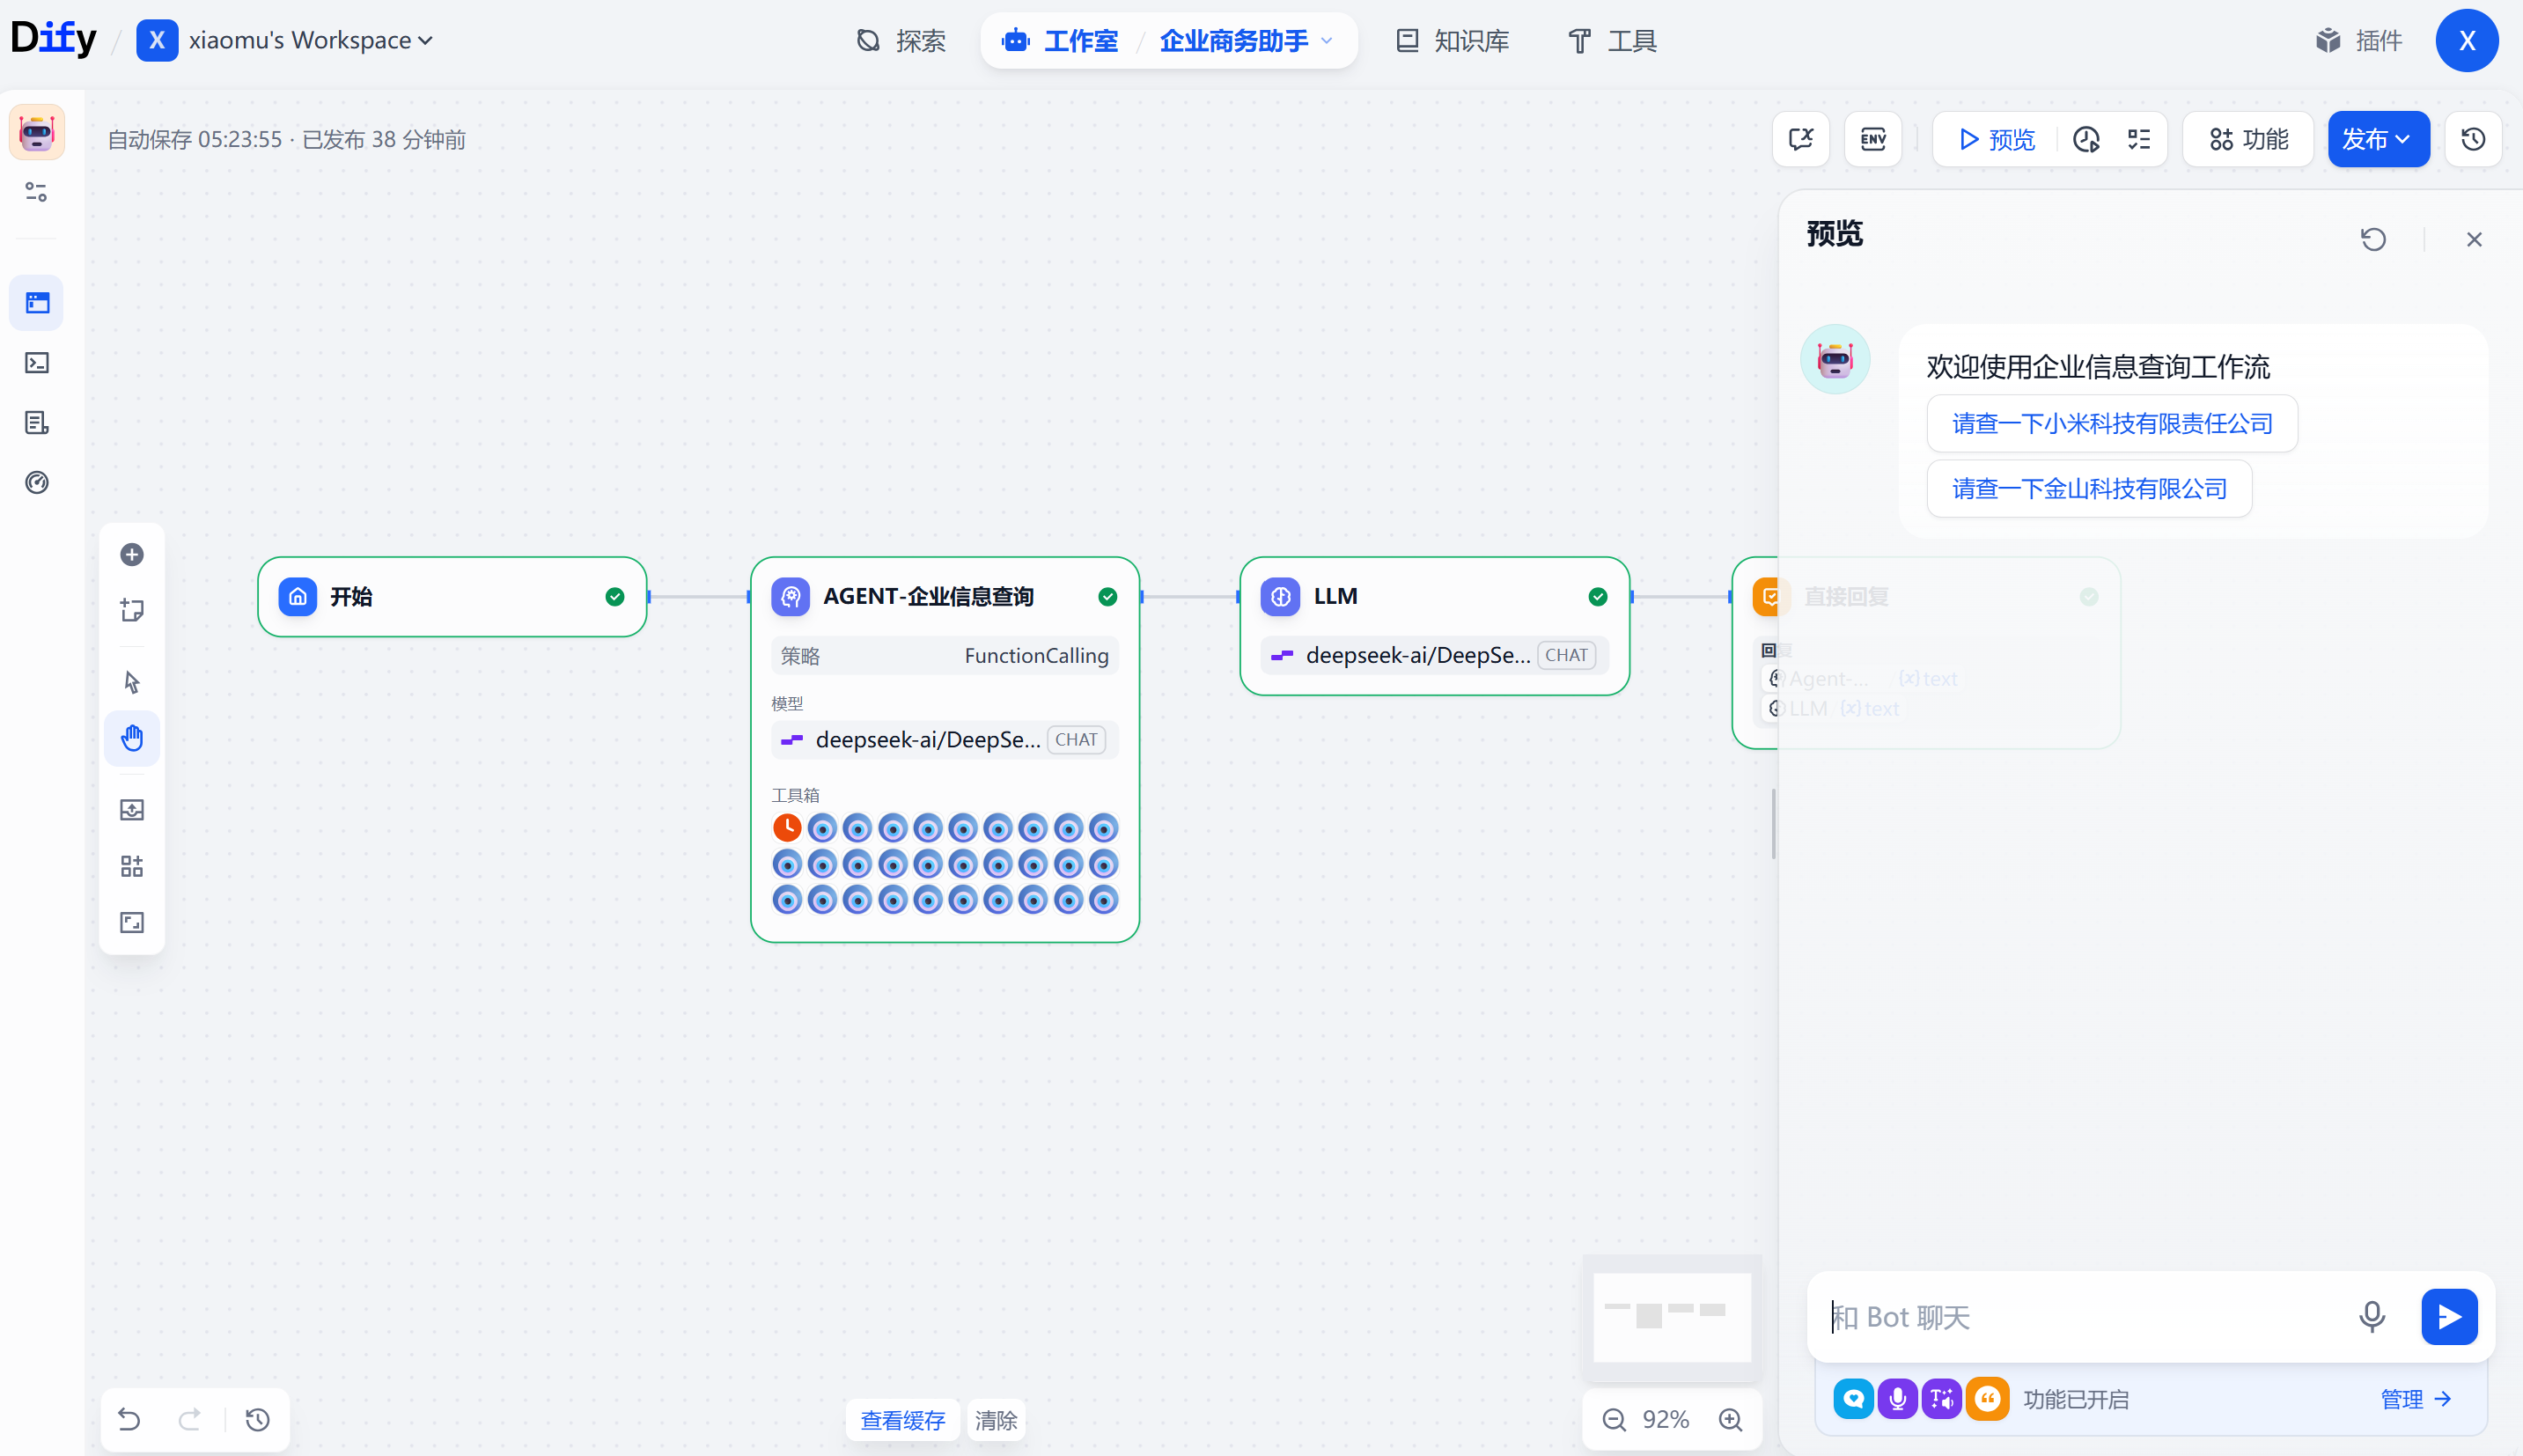 Dify / X xiaomu's Workspace
探索
工作室 / 企业商务助手
知识库
工具
插件
X
自动保存 05:23:55 · 已发布 38 分钟前
ENV
预览
功能
发布
预览
欢迎使用企业信息查询工作流
请查一下小米科技有限责任公司
请查一下金山科技有限公司
开始
AGENT-企业信息查询
策略 FunctionCalling
模型
deepseek-ai/DeepSe... CHAT
工具箱
LLM
deepseek-ai/DeepSe... CHAT
直接回复
回复
Agent-... {x} text
LLM {x} text
和 Bot 聊天
功能已开启
管理 →
查看缓存 清除
92%